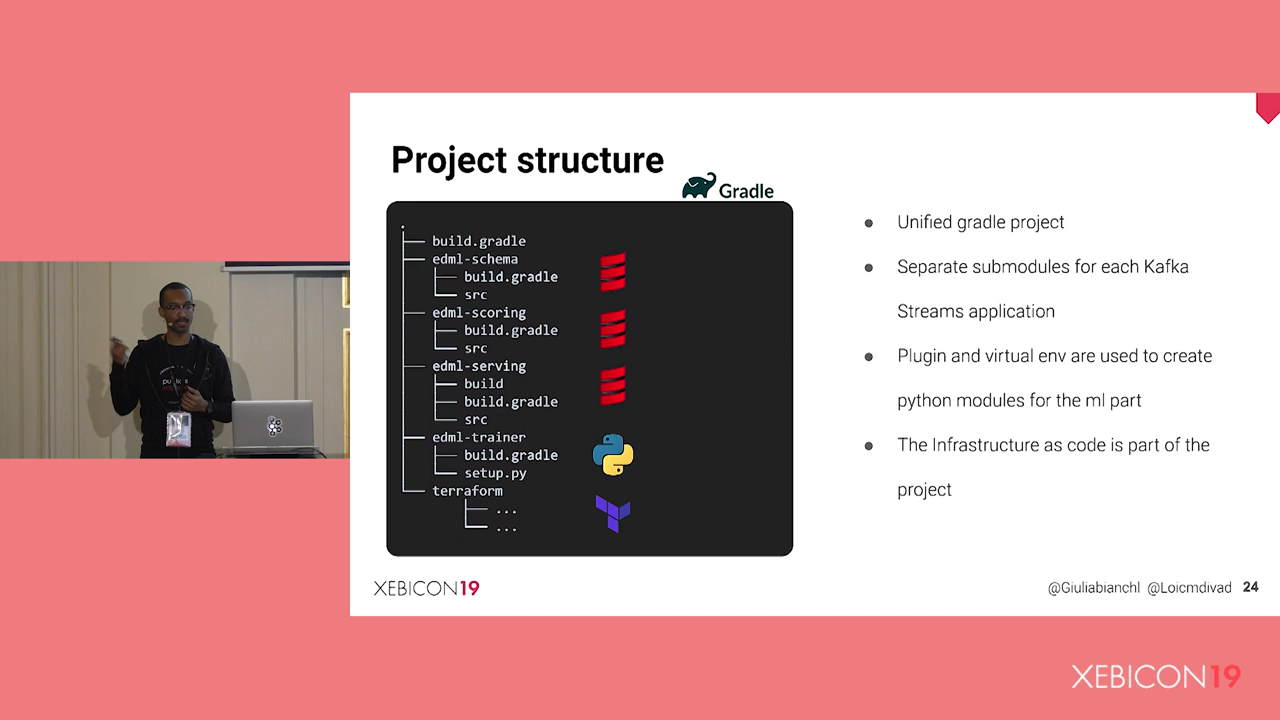 Project structure
Gradle
.
build.gradle
edml-schema
build.gradle
src
edml-scoring
build.gradle
src
edml-serving
build
build.gradle
src
edml-trainer
build.gradle
setup.py
terraform
...
...
● Unified gradle project
● Separate submodules for each Kafka
Streams application
● Plugin and virtual env are used to create
python modules for the ml part
● The Infrastructure as code is part of the
project
XEBICON19
@Giuliabianchl @Loicmdivad 24
XEBICON19